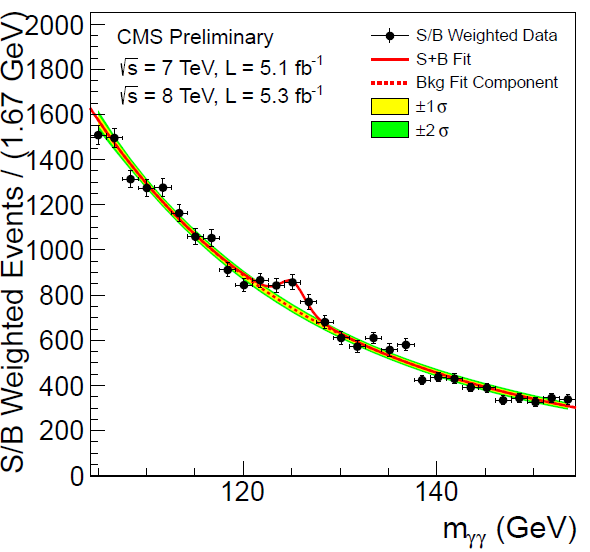 S/B Weighted Events / (1.67 GeV)
2000
1800
1600
1400
1200
1000
800
600
400
200
0
CMS Preliminary
√s = 7 TeV, L = 5.1 fb⁻¹
√s = 8 TeV, L = 5.3 fb⁻¹
S/B Weighted Data
S+B Fit
Bkg Fit Component
±1σ
±2 σ
120
140
mγγ (GeV)